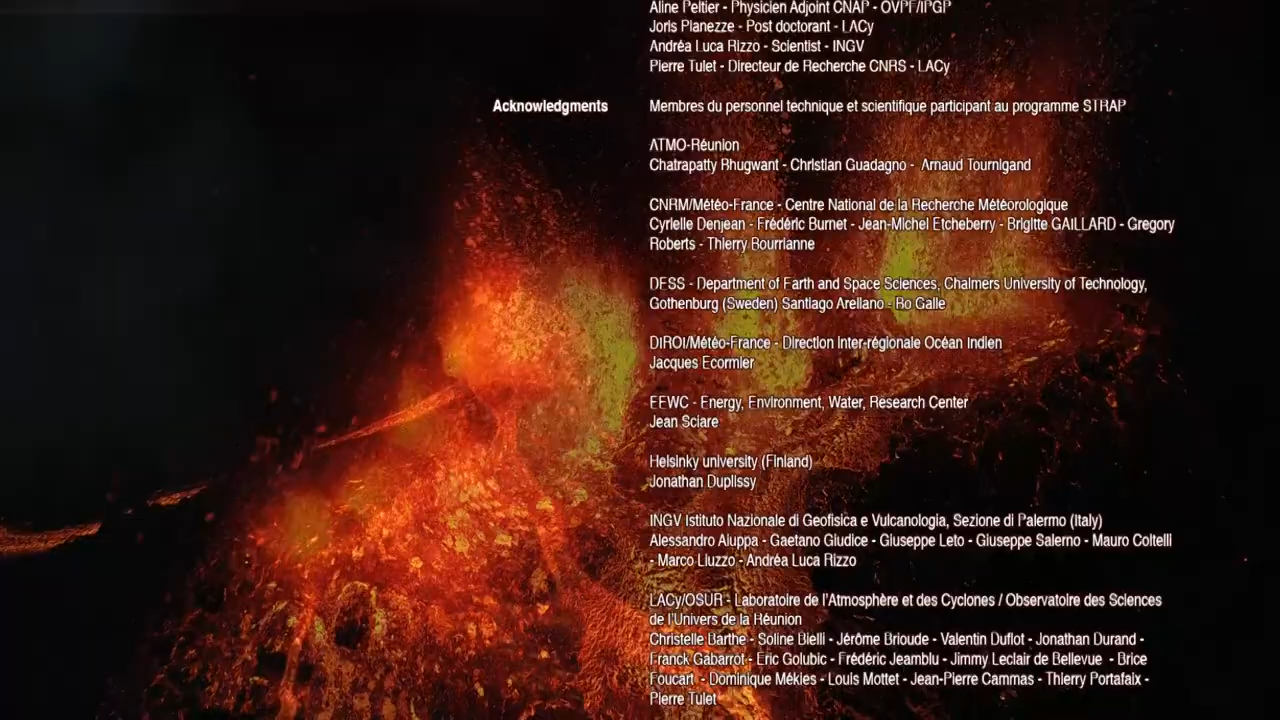 Aline Peltier - Physicien Adjoint CNAP - OVPF/IPGP
Joris Pianezze - Post doctorant - LACy
Andréa Luca Rizzo - Scientist - INGV
Pierre Tulet - Directeur de Recherche CNRS - LACy
Acknowledgments
Membres du personnel technique et scientifique participant au programme STRAP
ATMO-Réunion
Chatrapatty Bhugwant - Christian Guadagno - Arnaud Tournigand
CNRM/Météo-France - Centre National de la Recherche Météorologique
Cyrielle Denjean - Frédéric Burnet - Jean-Michel Etcheberry - Brigitte GAILLARD - Gregory
Roberts - Thierry Bourrianne
DESS - Department of Earth and Space Sciences, Chalmers University of Technology,
Gothenburg (Sweden) Santiago Arellano - Bo Galle
DIROI/Météo-France - Direction Inter-régionale Océan Indien
Jacques Ecormier
EEWC - Energy, Environment, Water, Research Center
Jean Sciare
Helsinky university (Finland)
Jonathan Duplissy
INGV Istituto Nazionale di Geofisica e Vulcanologia, Sezione di Palermo (Italy)
Alessandro Aiuppa - Gaetano Giudice - Giuseppe Leto - Giuseppe Salerno - Mauro Coltelli
- Marco Liuzzo - Andréa Luca Rizzo
LACy/OSUR - Laboratoire de l'Atmosphère et des Cyclones / Observatoire des Sciences
de l'Univers de la Réunion
Christelle Barthe - Soline Bielli - Jérôme Brioude - Valentin Duflot - Jonathan Durand -
Franck Gabarrot - Eric Golubic - Frédéric Jeamblu - Jimmy Leclair de Bellevue - Brice
Foucart - Dominique Mékies - Louis Mottet - Jean-Pierre Cammas - Thierry Portafaix -
Pierre Tulet